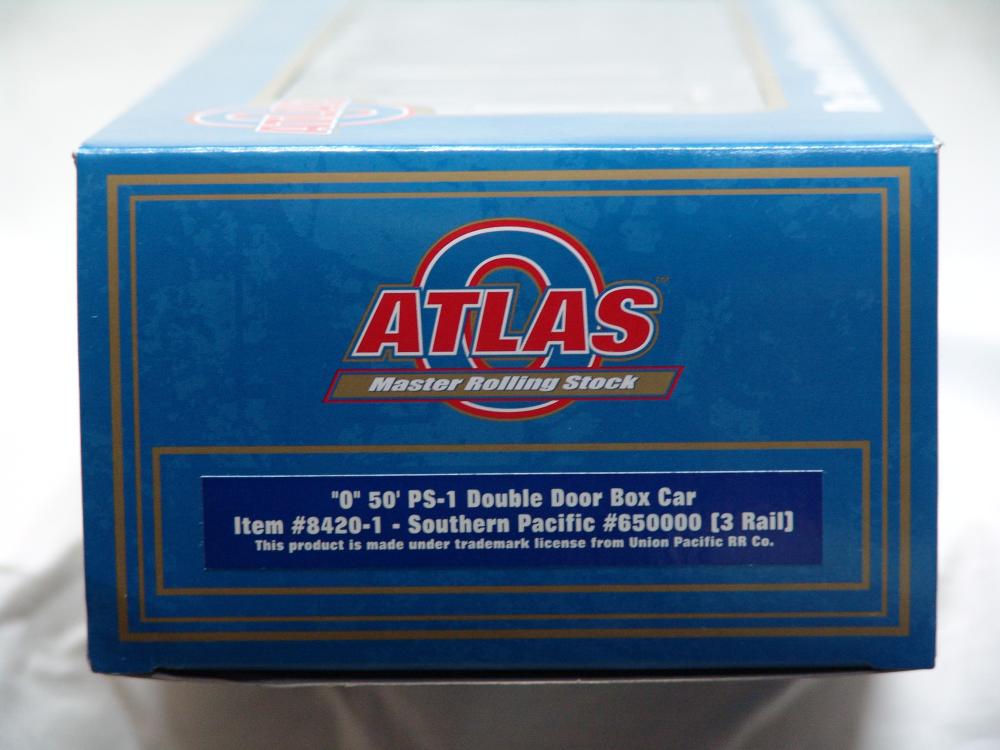 ATLAS
ATLAS™
Master Rolling Stock
"O" 50' PS-1 Double Door Box Car
Item #8420-1 - Southern Pacific #650000 [3 Rail]
This product is made under trademark license from Union Pacific RR Co.